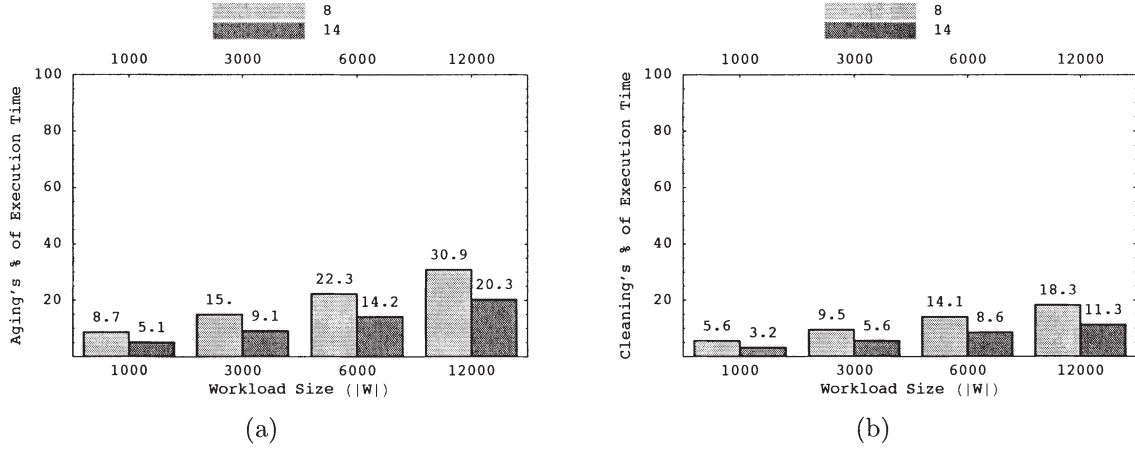 8
14
1000 3000 6000 12000
100
80
60
40
20
Aging's % of Execution Time
8.7 5.1 15. 9.1 22.3 14.2 30.9 20.3
1000 3000 6000 12000
Workload Size (|W|)
(a)
8
14
1000 3000 6000 12000
100
80
60
40
20
Cleaning's % of Execution Time
5.6 3.2 9.5 5.6 14.1 8.6 18.3 11.3
1000 3000 6000 12000
Workload Size (|W|)
(b)